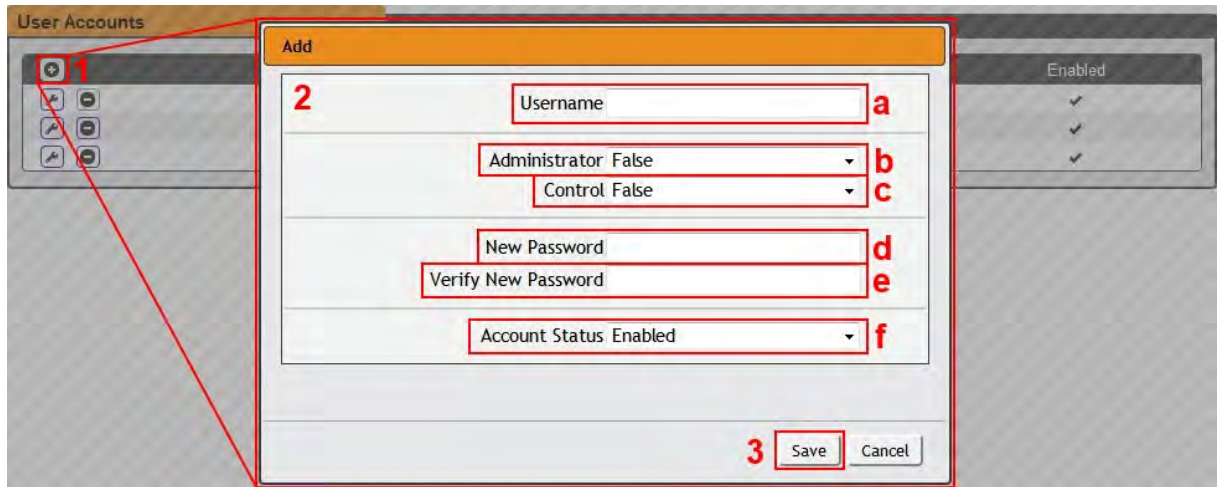 User Accounts
Add
1
Enabled
2
Username
a
Administrator False
b
Control False
c
New Password
d
Verify New Password
e
Account Status Enabled
f
3
Save
Cancel